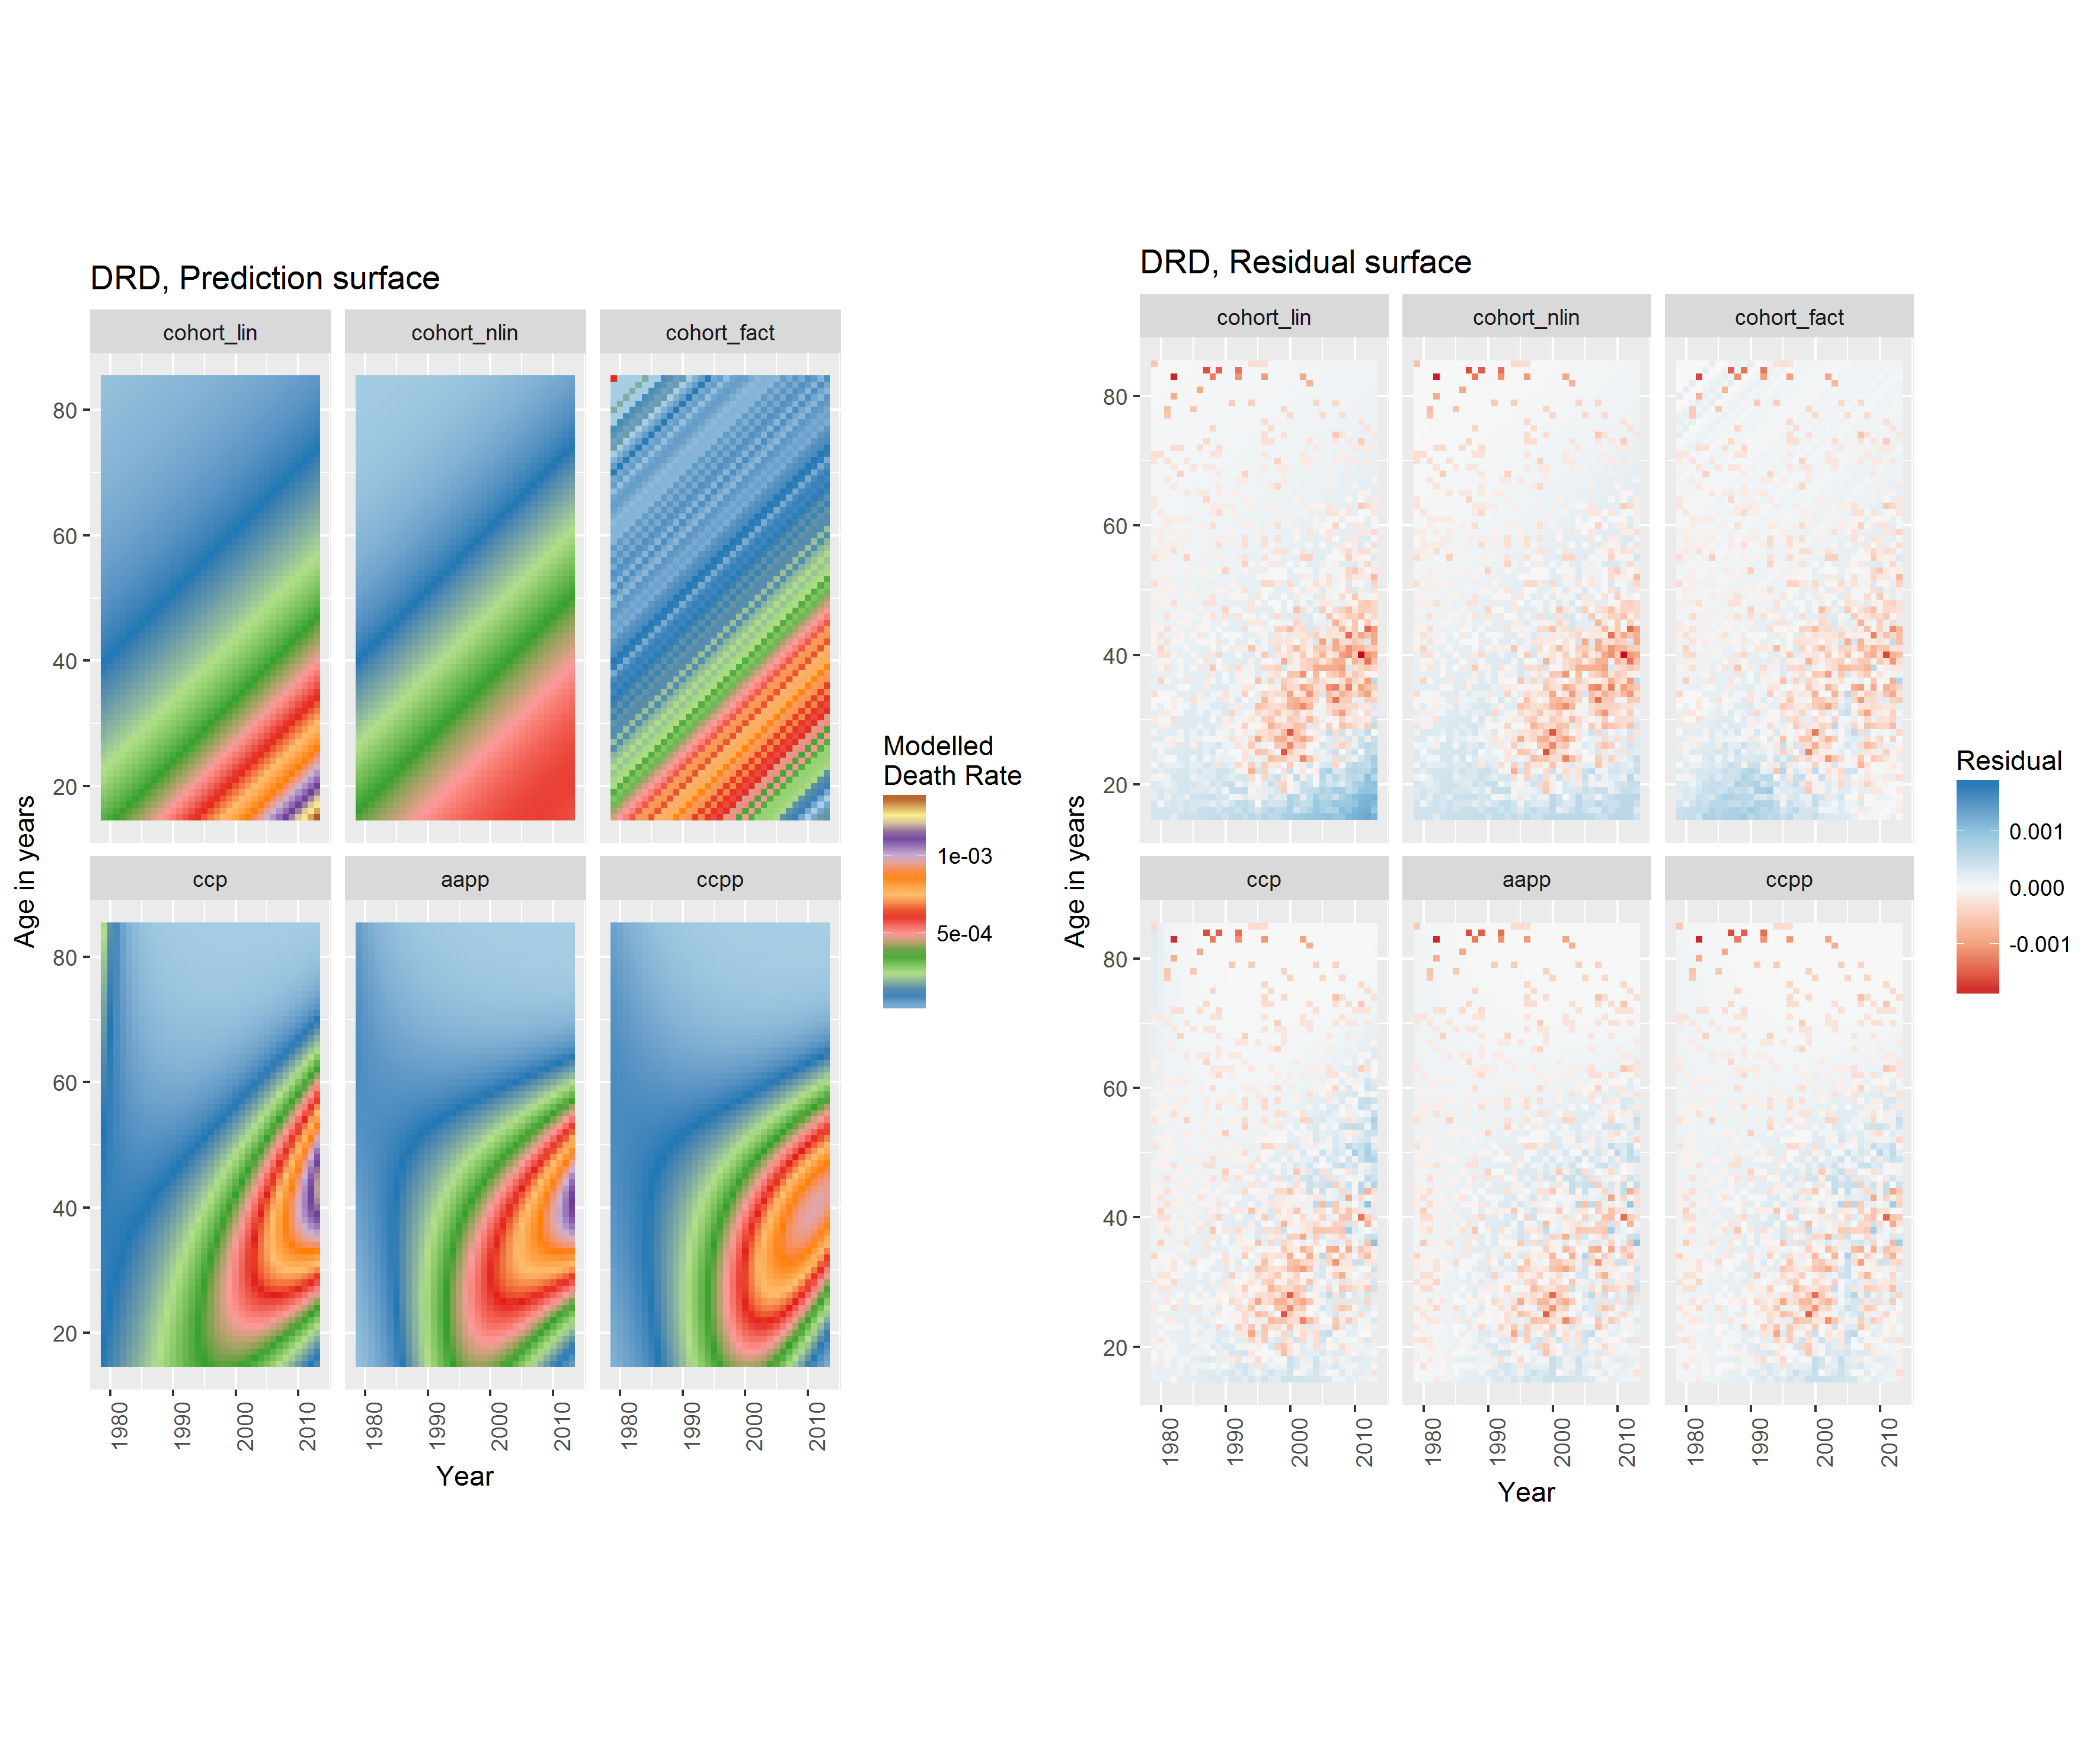 DRD, Prediction surface
cohort_lin cohort_nlin cohort_fact
80
60
40
20
ccp aapp ccpp
80
60
40
20
1980 1990 2000 2010 1980 1990 2000 2010 1980 1990 2000 2010
Year
Age in years
Modelled
Death Rate
1e-03
5e-04
DRD, Residual surface
cohort_lin cohort_nlin cohort_fact
80
60
40
20
ccp aapp ccpp
80
60
40
20
1980 1990 2000 2010 1980 1990 2000 2010 1980 1990 2000 2010
Year
Age in years
Residual
0.001
0.000
-0.001